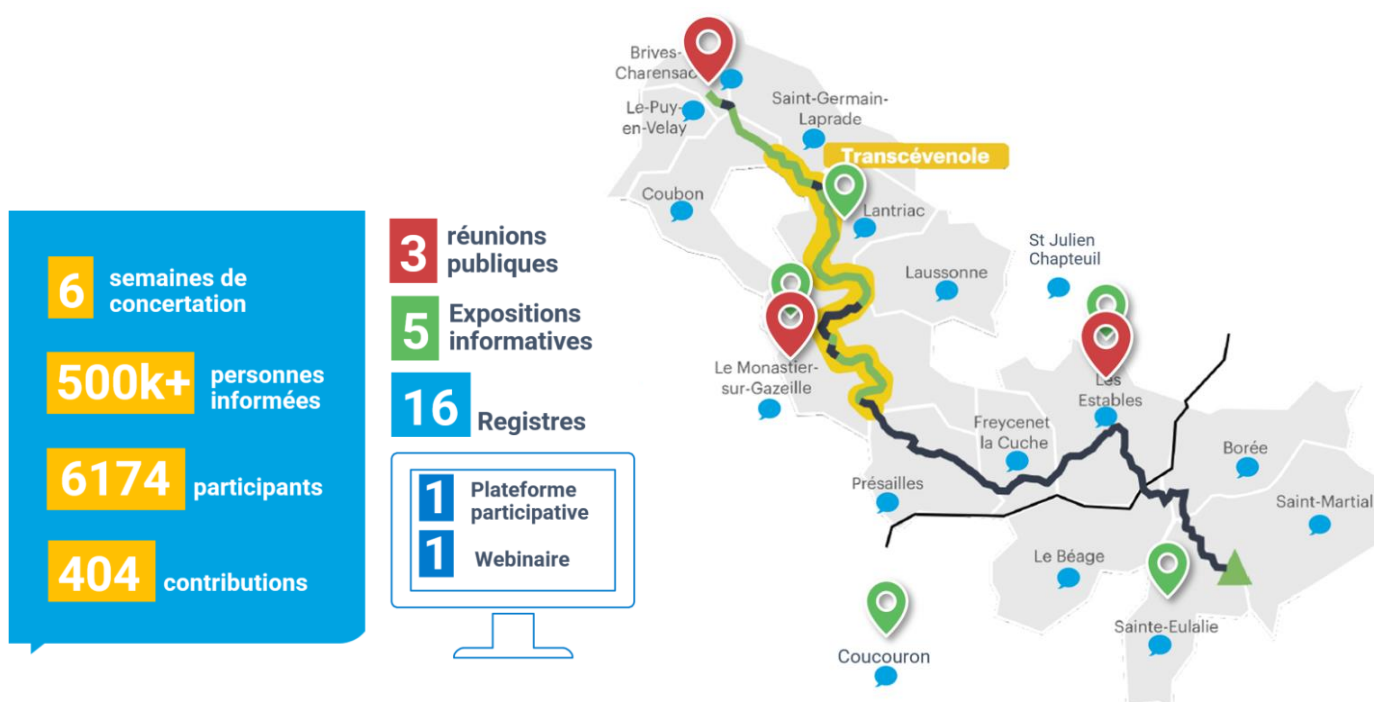 6
semaines de
concertation
500k+
personnes
informées
6174 participants
404 contributions
3
réunions
publiques
5
Expositions
informatives
16 Registres
1
Plateforme
participative
1 Webinaire
Brives-
Charensac
Le-Puy-
en-Velay
Saint-Germain-
Laprade
Transcévenole
Coubon
Lantriac
Laussonne
St Julien
Chapteuil
Le Monastier-
sur-Gazeille
Les
Estables
Freycenet
la Cuche
Borée
Présailles
Saint-Martial
Le Béage
Sainte-Eulalie
Coucouron